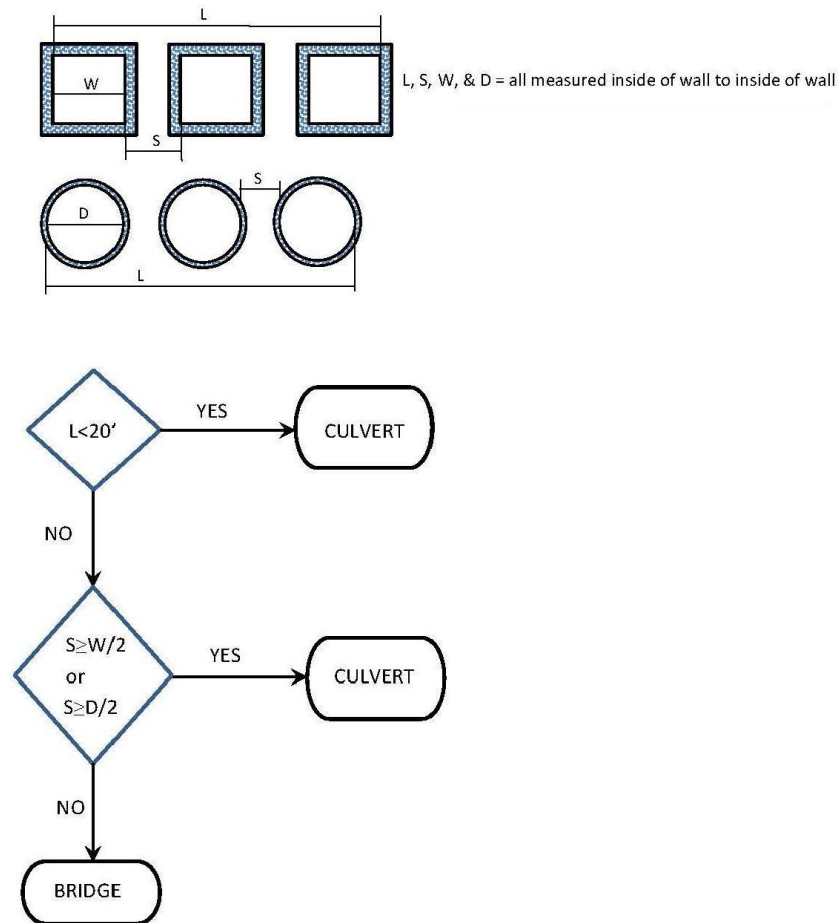 L
W
L, S, W, & D = all measured inside of wall to inside of wall
S
S
D
L
L<20'
YES
CULVERT
NO
S≥W/2
or
S≥D/2
YES
CULVERT
NO
BRIDGE